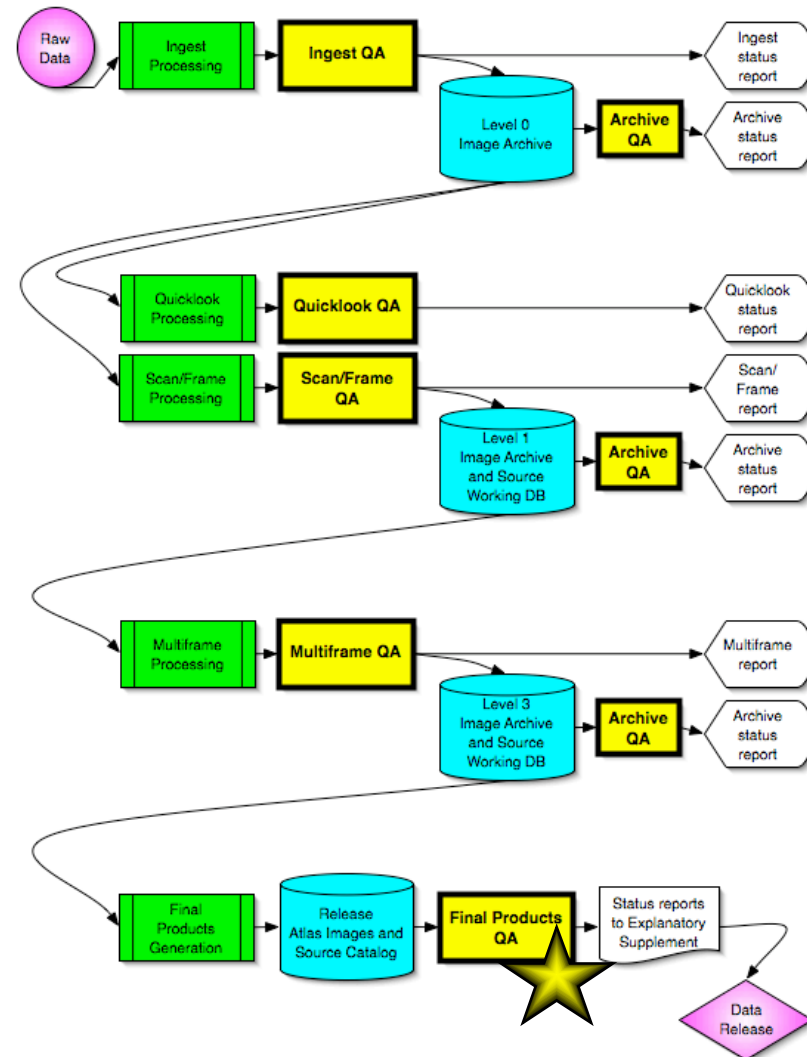 Raw
Data
Ingest
Processing
Ingest QA
Ingest
status
report
Level 0
Image Archive
Archive
QA
Archive
status
report
Quicklook
Processing
Quicklook QA
Quicklook
status
report
Scan/Frame
Processing
Scan/Frame
QA
Scan/
Frame
report
Level 1
Image Archive
and Source
Working DB
Archive
QA
Archive
status
report
Multiframe
Processing
Multiframe QA
Multiframe
report
Level 3
Image Archive
and Source
Working DB
Archive
QA
Archive
status
report
Final
Products
Generation
Release
Atlas Images and
Source Catalog
Final Products
QA
Status reports
to Explanatory
Supplement
Data
Release